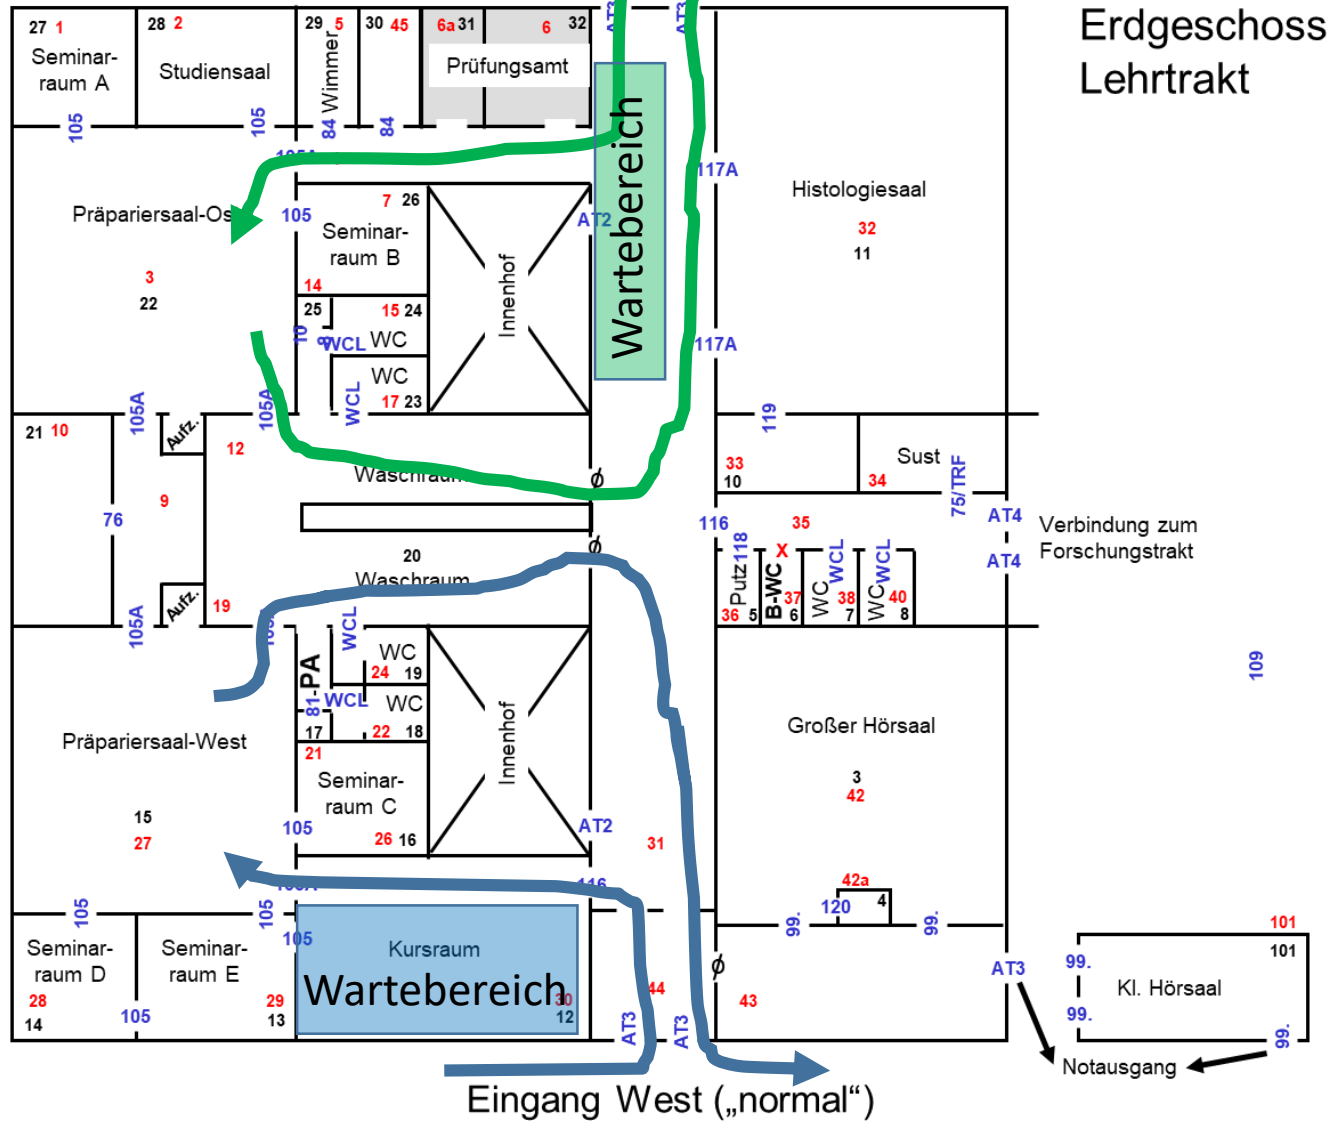 Erdgeschoss
Lehrtrakt
27 1
Seminar-
raum A
105
28 2
Studiensaal
105
29 5
Wimmer
84
30 45
84
6a 31
6 32
Prüfungsamt
AT3
AT3
Wartebereich
117A
117A
Histologiesaal
32
11
Präpariersaal-Os
3
22
105
7 26
Seminar-
raum B
14
25
15 24
WC
WCL
10
8
WC
WCL
17 23
Innenhof
AT2
105A
105A
21 10
Aufz.
12
9
76
Waschraum
Ø
Ø
20
Waschraum
19
Aufz.
105A
119
33
10
Sust
34
75/TRF
116
35
AT4
AT4
Verbindung zum
Forschungstrakt
118
Putz
36 5
X
B-WC
37
6
WCL
WC
38
7
WCL
WC
40
8
109
WCL
WC
24 19
81-PA
WCL
WC
17
22 18
21
Seminar-
raum C
26 16
Innenhof
AT2
31
Präpariersaal-West
15
27
105
Großer Hörsaal
3
42
42a
120
4
99.
99.
116
105
105
105
Seminar-
raum D
28
14
Seminar-
raum E
29
13
105
Kursraum
Wartebereich
30
12
44
Ø
43
AT3
AT3
AT3
101
101
99.
99.
Kl. Hörsaal
99.
Notausgang
Eingang West („normal“)